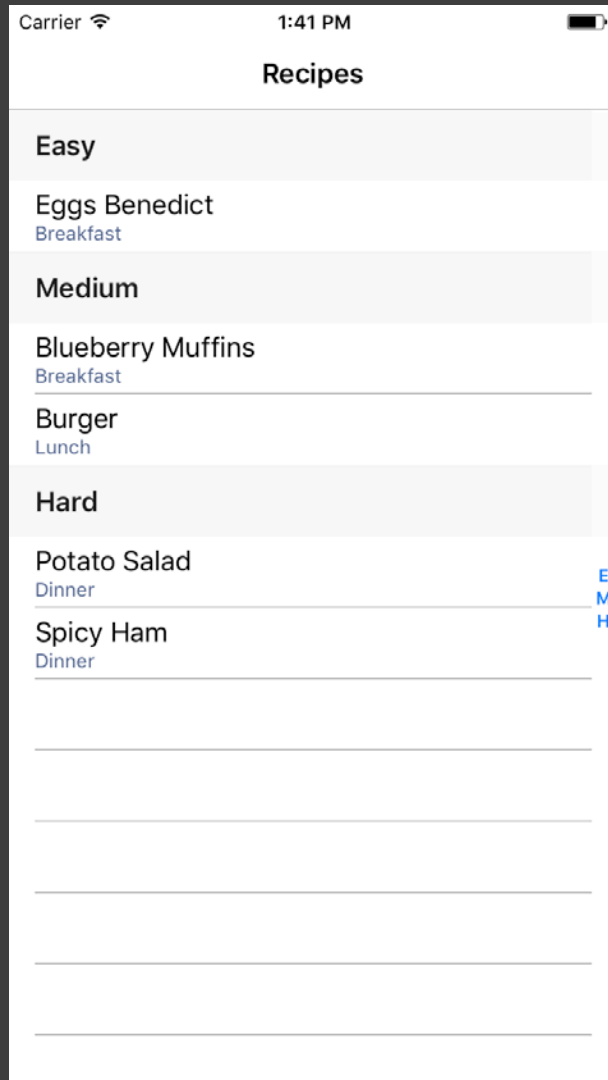 Carrier 1:41 PM
Recipes
Easy
Eggs Benedict
Breakfast
Medium
Blueberry Muffins
Breakfast
Burger
Lunch
Hard
Potato Salad
Dinner
E
Spicy Ham
M
H
Dinner